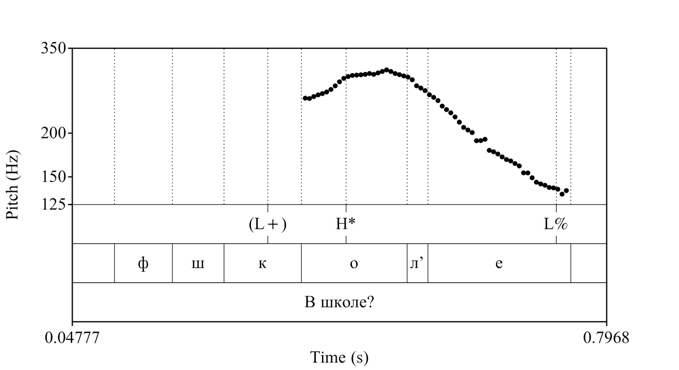 350
200
150
125
Pitch (Hz)
(L+) H* L%
ф ш к о л’ е
В школе?
0.04777 0.7968
Time (s)